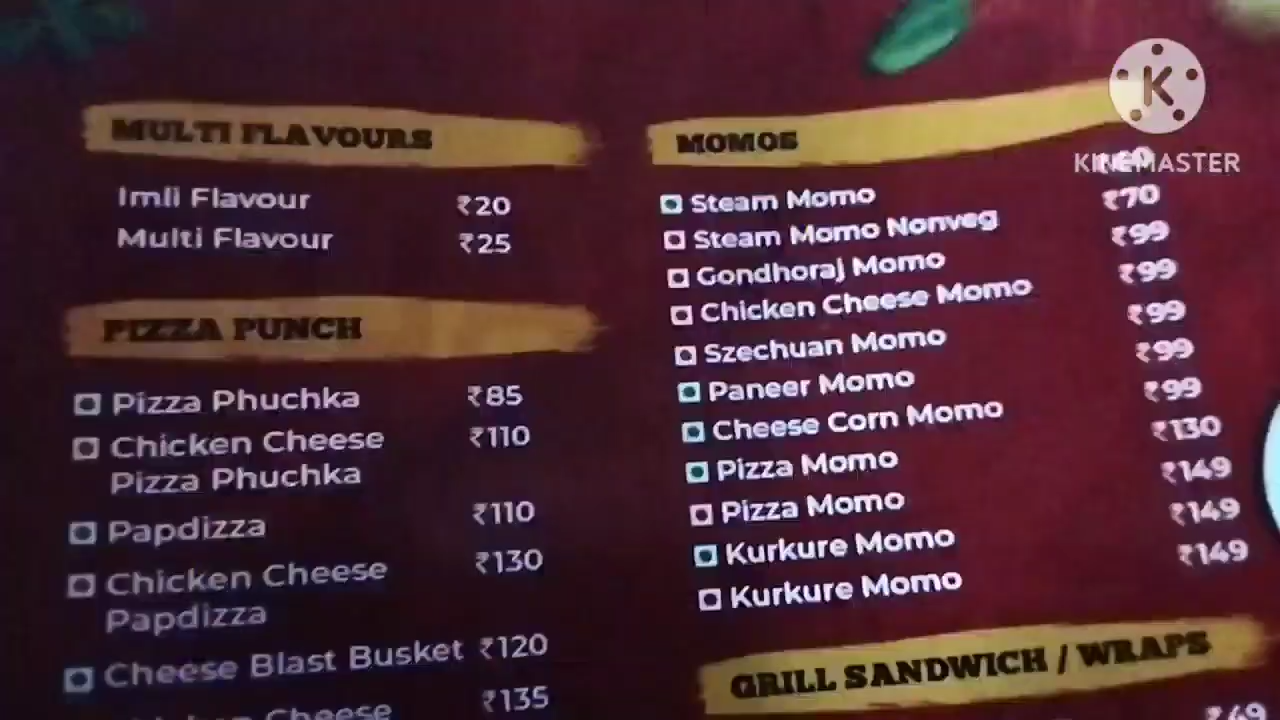 MULTI FLAVOURS
Imli Flavour ₹20
Multi Flavour ₹25
PIZZA PUNCH
Pizza Phuchka ₹85
Chicken Cheese ₹110
Pizza Phuchka
Papdizza ₹110
Chicken Cheese ₹130
Papdizza
Cheese Blast Busket ₹120
Cheese ₹135
KINEMASTER
MOMOS
Steam Momo
Steam Momo Nonveg ₹70
Gondhoraj Momo ₹99
Chicken Cheese Momo ₹99
Szechuan Momo ₹99
Paneer Momo ₹99
Cheese Corn Momo ₹99
Pizza Momo ₹130
Pizza Momo ₹149
Kurkure Momo ₹149
Kurkure Momo ₹149
GRILL SANDWICH / WRAPS